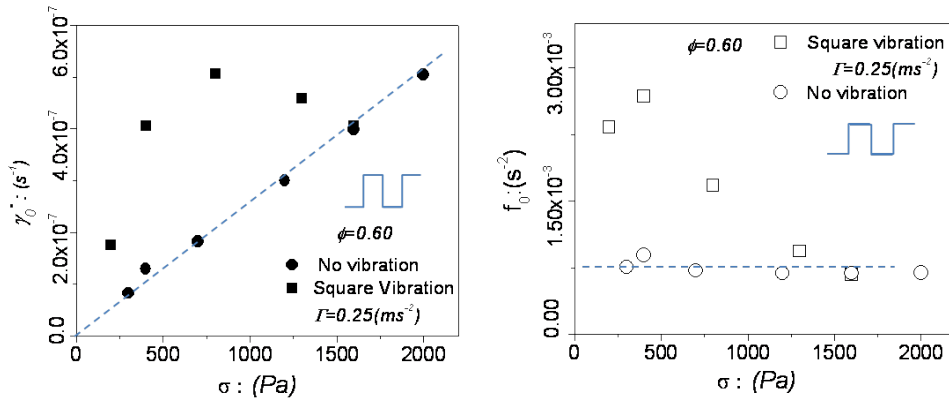 6.0x10⁻⁷
4.0x10⁻⁷
2.0x10⁻⁷
0.0
γ̇₀ : (s⁻¹)
ϕ=0.60
No vibration
Square Vibration
Γ=0.25(ms⁻²)
0 500 1000 1500 2000
σ : (Pa)
3.00x10⁻³
1.50x10⁻³
0.00
f₀:(s⁻²)
ϕ=0.60
Square vibration
Γ=0.25(ms⁻²)
No vibration
0 500 1000 1500 2000
σ : (Pa)